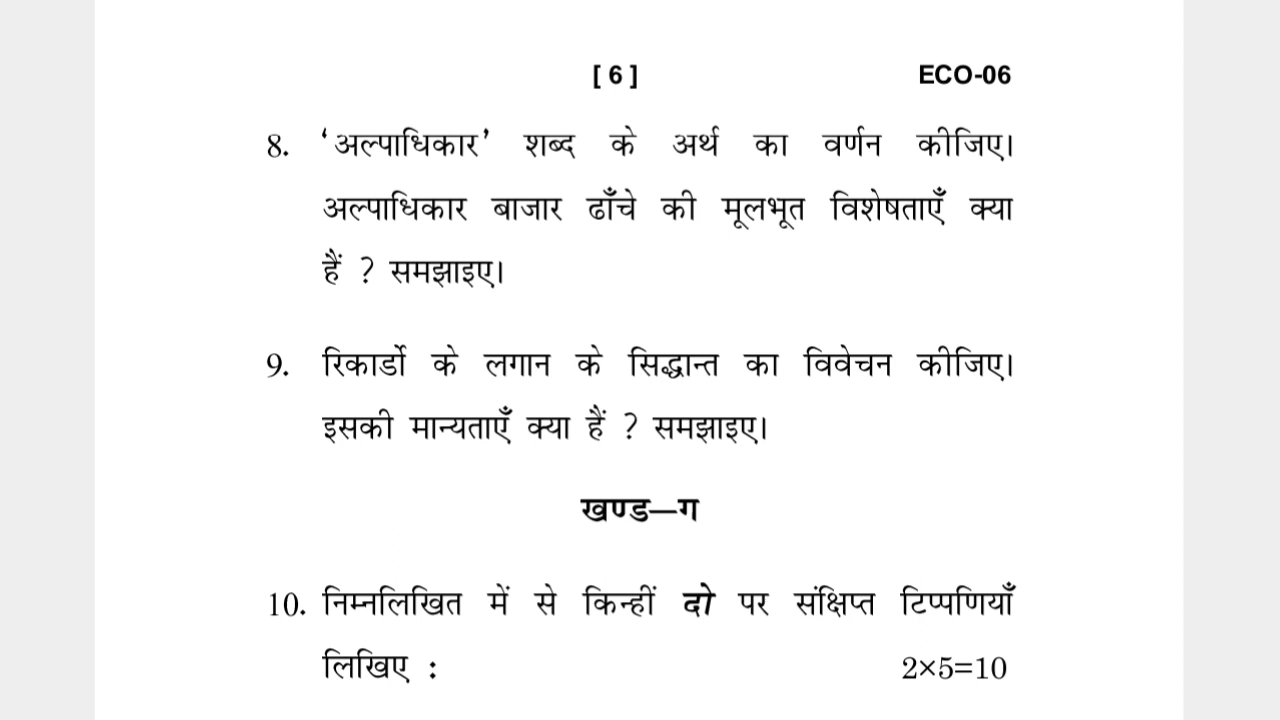 [ 6 ] ECO-06
8. ‘अल्पाधिकार’ शब्द के अर्थ का वर्णन कीजिए।
अल्पाधिकार बाजार ढाँचे की मूलभूत विशेषताएँ क्या
हैं ? समझाइए।
9. रिकार्डो के लगान के सिद्धान्त का विवेचन कीजिए।
इसकी मान्यताएँ क्या हैं ? समझाइए।
खण्ड—ग
10. निम्नलिखित में से किन्हीं दो पर संक्षिप्त टिप्पणियाँ
लिखिए : 2×5=10